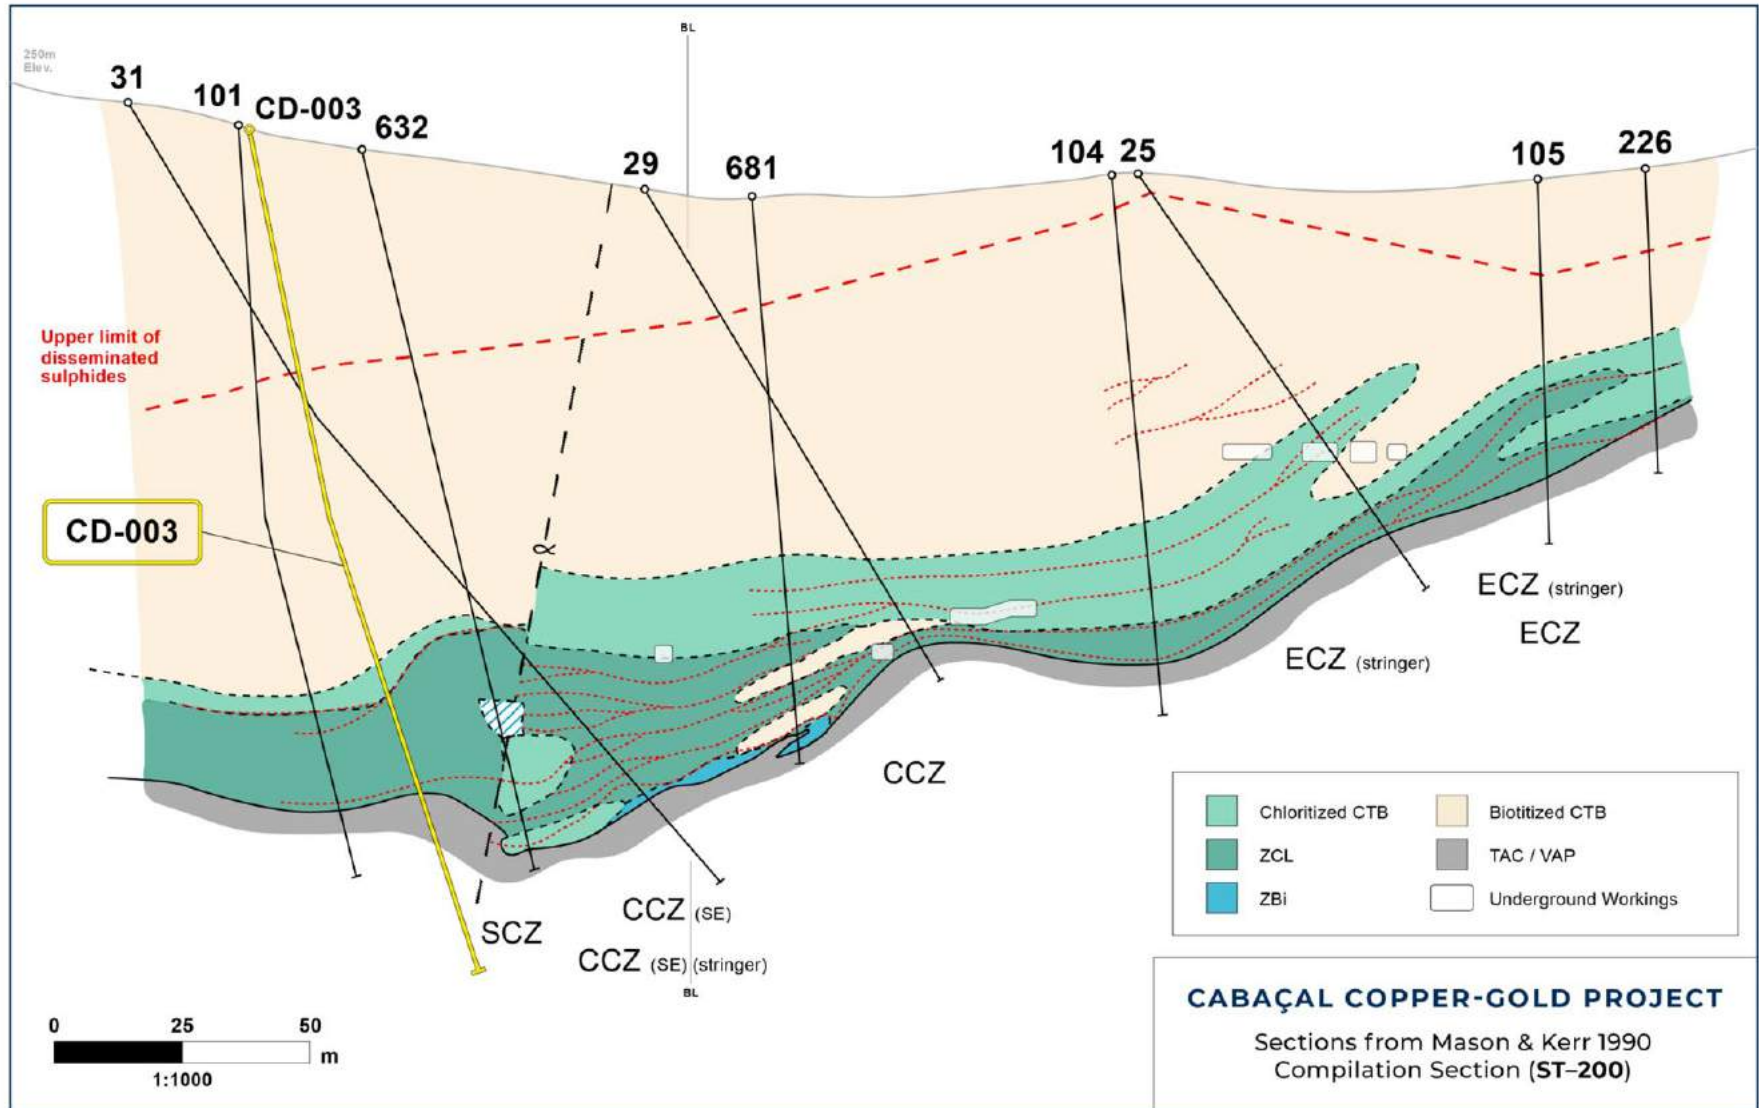 BL
250m
Elev.
31
101
CD-003
632
29
681
104
25
105
226
Upper limit of
disseminated
sulphides
CD-003
ECZ (stringer)
ECZ
ECZ (stringer)
CCZ
CCZ (SE)
SCZ
CCZ (SE) (stringer)
BL
Chloritized CTB
Biotitized CTB
ZCL
TAC / VAP
ZBi
Underground Workings
0 25 50
m
1:1000
CABAÇAL COPPER-GOLD PROJECT
Sections from Mason & Kerr 1990
Compilation Section (ST–200)